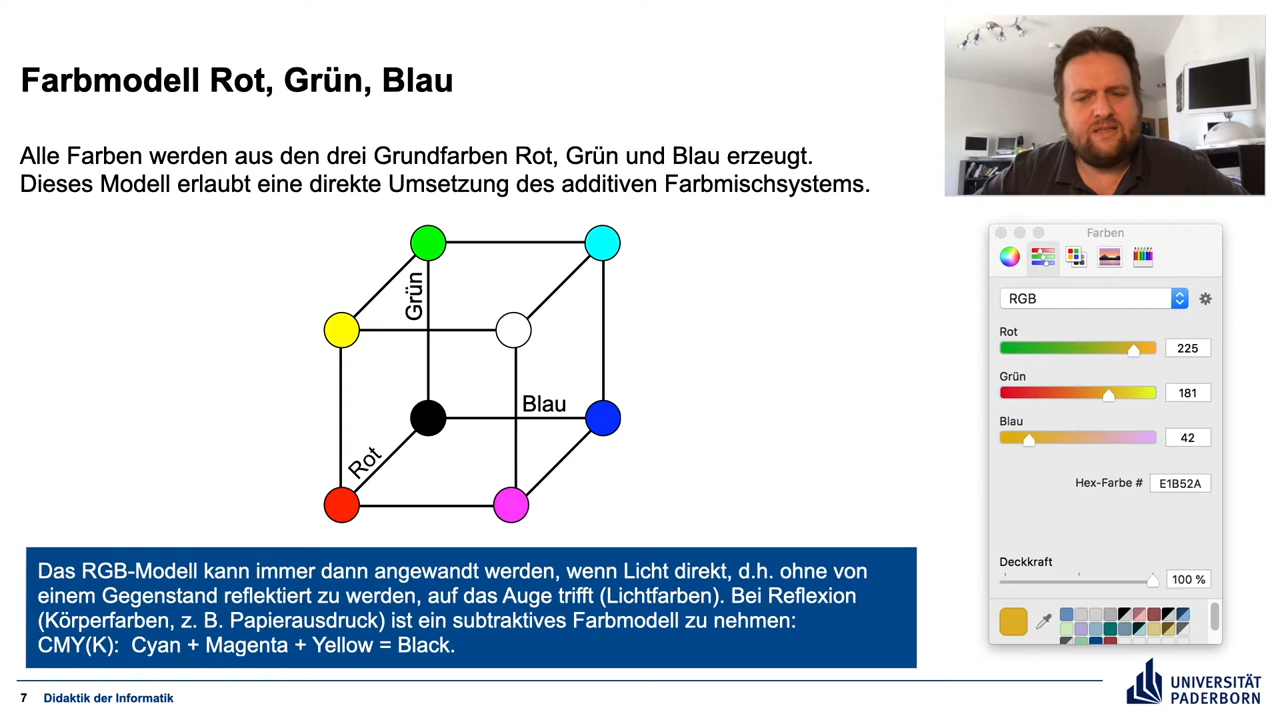 Farbmodell Rot, Grün, Blau
Alle Farben werden aus den drei Grundfarben Rot, Grün und Blau erzeugt.
Dieses Modell erlaubt eine direkte Umsetzung des additiven Farbmischsystems.
Grün
Blau
Rot
Das RGB-Modell kann immer dann angewandt werden, wenn Licht direkt, d.h. ohne von
einem Gegenstand reflektiert zu werden, auf das Auge trifft (Lichtfarben). Bei Reflexion
(Körperfarben, z. B. Papierausdruck) ist ein subtraktives Farbmodell zu nehmen:
CMY(K): Cyan + Magenta + Yellow = Black.
Farben
RGB
Rot
225
Grün
181
Blau
42
Hex-Farbe # E1B52A
Deckkraft
100 %
7 Didaktik der Informatik
UNIVERSITÄT
PADERBORN